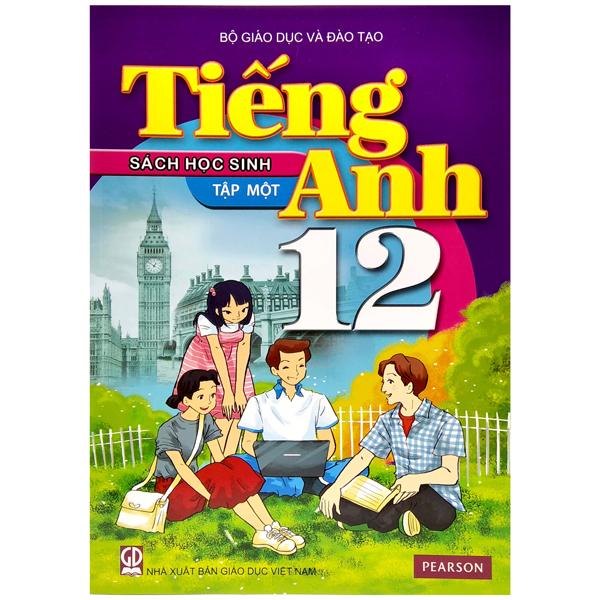 BỘ GIÁO DỤC VÀ ĐÀO TẠO
Tiếng
Anh
SÁCH HỌC SINH
TẬP MỘT
12
GD
NHÀ XUẤT BẢN GIÁO DỤC VIỆT NAM
PEARSON